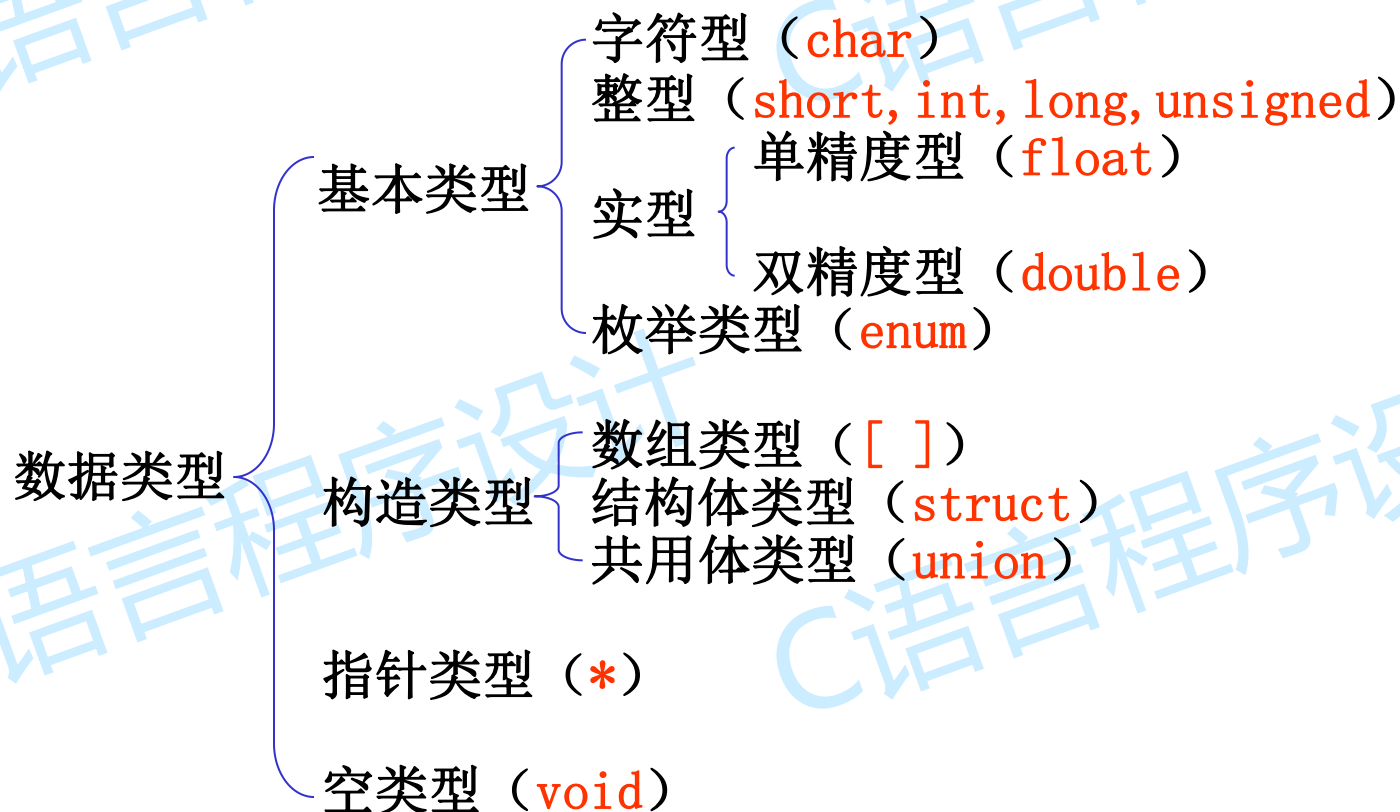 字符型（char）
整型（short,int,long,unsigned）
单精度型（float）
基本类型
实型
双精度型（double）
枚举类型（enum）
数组类型（[ ]）
数据类型
构造类型
结构体类型（struct）
共用体类型（union）
指针类型（*）
空类型（void）
语言程序设计
C语言程序设